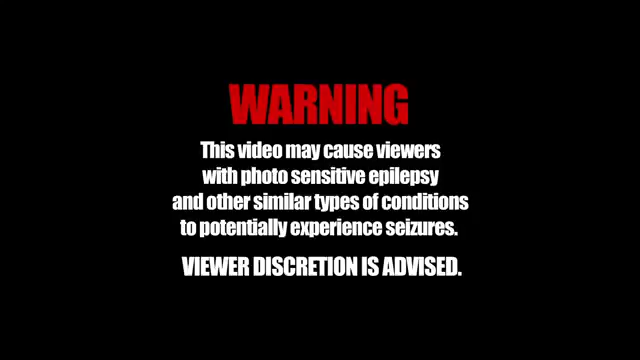 WARNING
This video may cause viewers
with photo sensitive epilepsy
and other similar types of conditions
to potentially experience seizures.
VIEWER DISCRETION IS ADVISED.